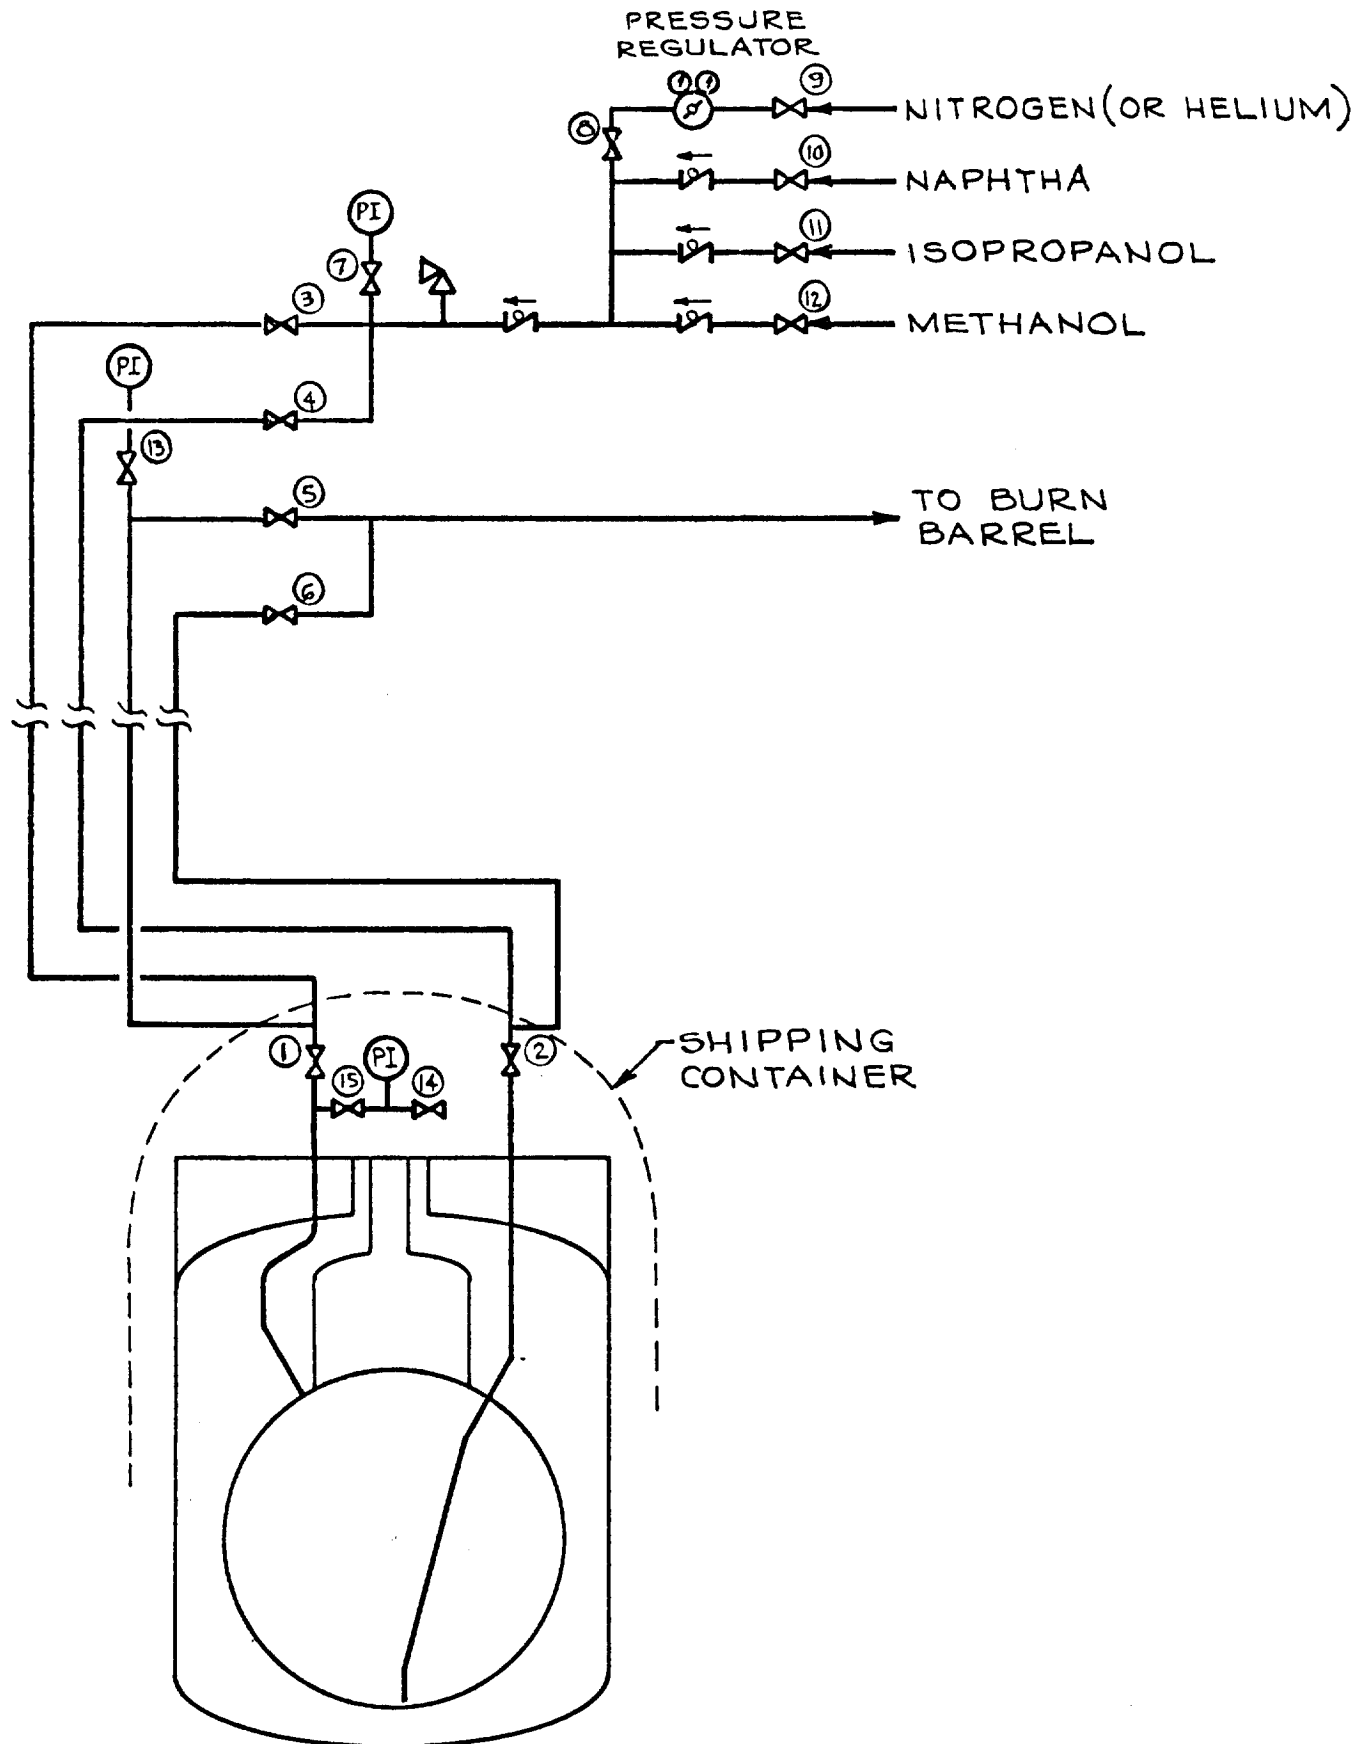 PRESSURE
REGULATOR
9
NITROGEN (OR HELIUM)
8
10
NAPHTHA
PI
11
ISOPROPANOL
7
3
12
METHANOL
PI
4
13
5
TO BURN
BARREL
6
SHIPPING
CONTAINER
1
PI
2
15
14